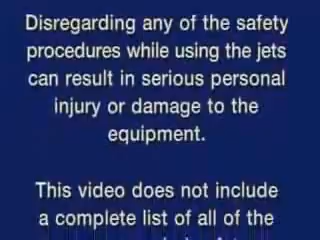 Disregarding any of the safety
procedures while using the jets
can result in serious personal
injury or damage to the
equipment.
This video does not include
a complete list of all of the